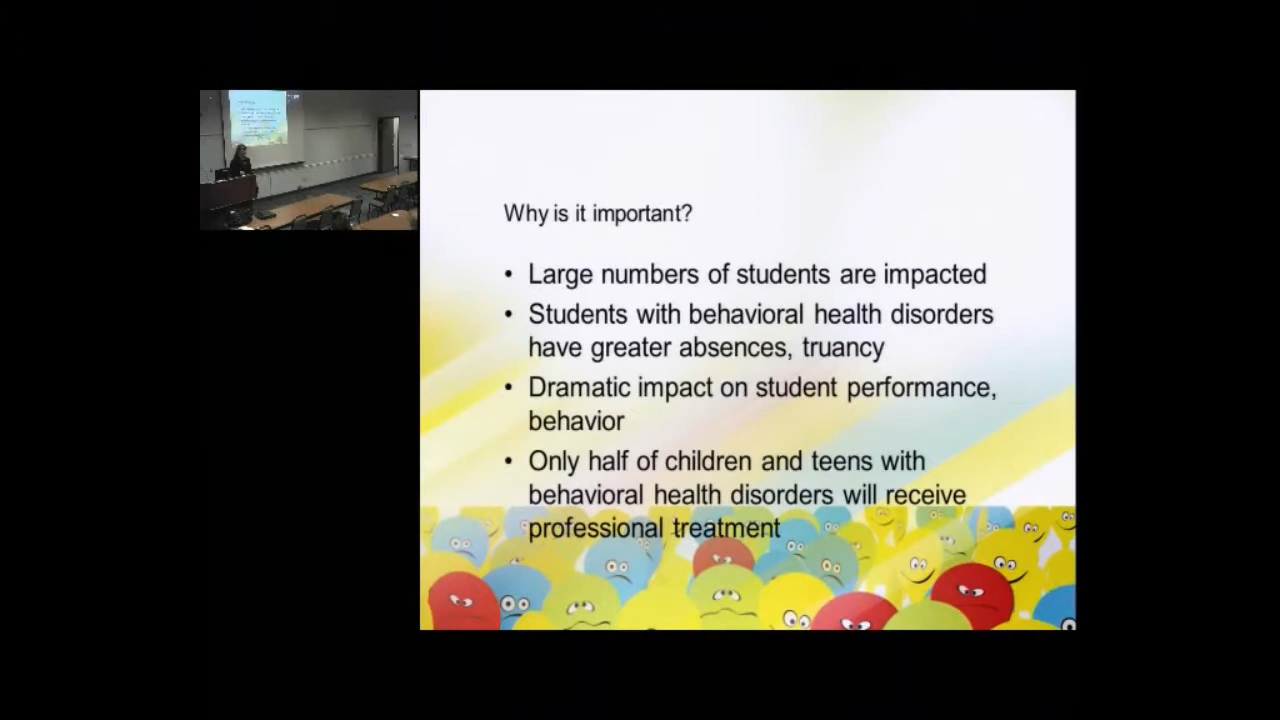 Why is it important?
• Large numbers of students are impacted
• Students with behavioral health disorders
have greater absences, truancy
• Dramatic impact on student performance,
behavior
• Only half of children and teens with
behavioral health disorders will receive
professional treatment